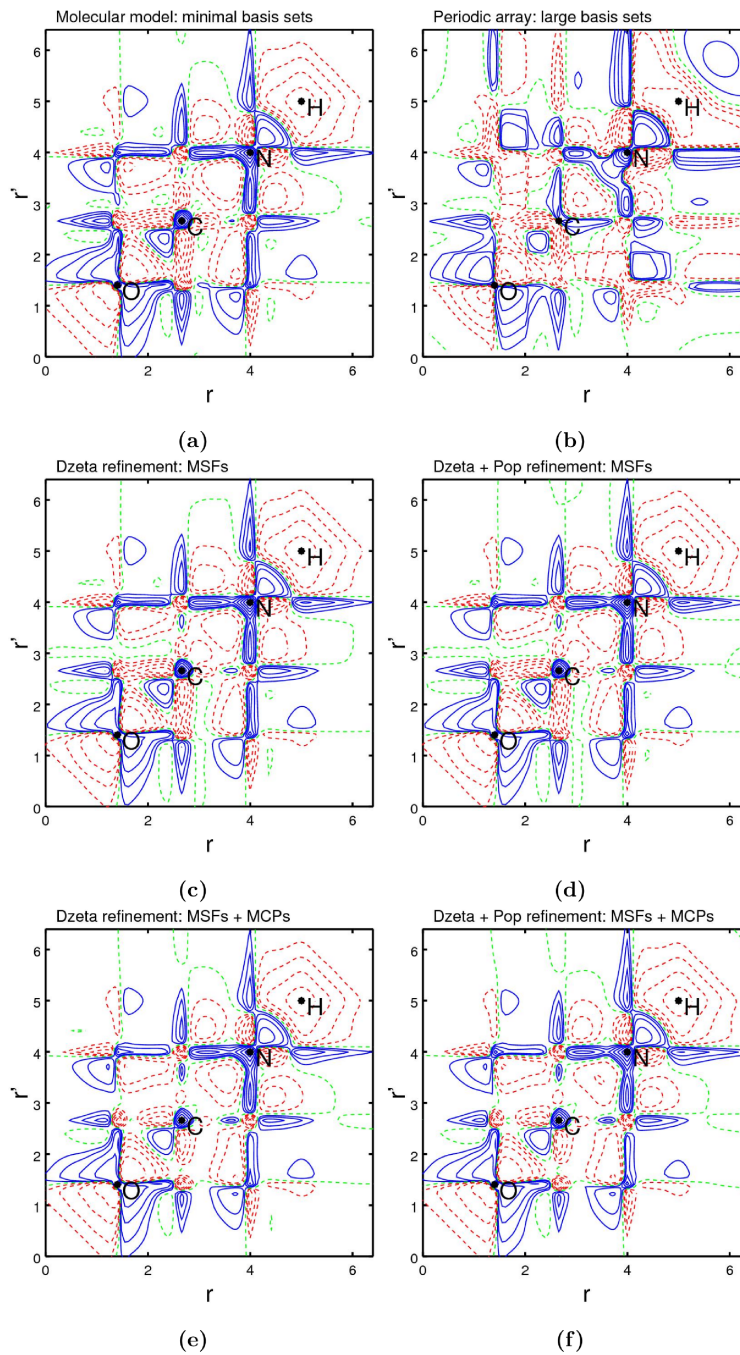 Molecular model: minimal basis sets
6
5
4
3
2
1
0
r'
H
N
C
O
0
2
4
6
r
(a)
Periodic array: large basis sets
6
5
4
3
2
1
0
r'
H
N
C
O
0
2
4
6
r
(b)
Dzeta refinement: MSFs
6
5
4
3
2
1
0
r'
H
N
C
O
0
2
4
6
r
(c)
Dzeta + Pop refinement: MSFs
6
5
4
3
2
1
0
r'
H
N
C
O
0
2
4
6
r
(d)
Dzeta refinement: MSFs + MCPs
6
5
4
3
2
1
0
r'
H
N
C
O
0
2
4
6
r
(e)
Dzeta + Pop refinement: MSFs + MCPs
6
5
4
3
2
1
0
r'
H
N
C
O
0
2
4
6
r
(f)